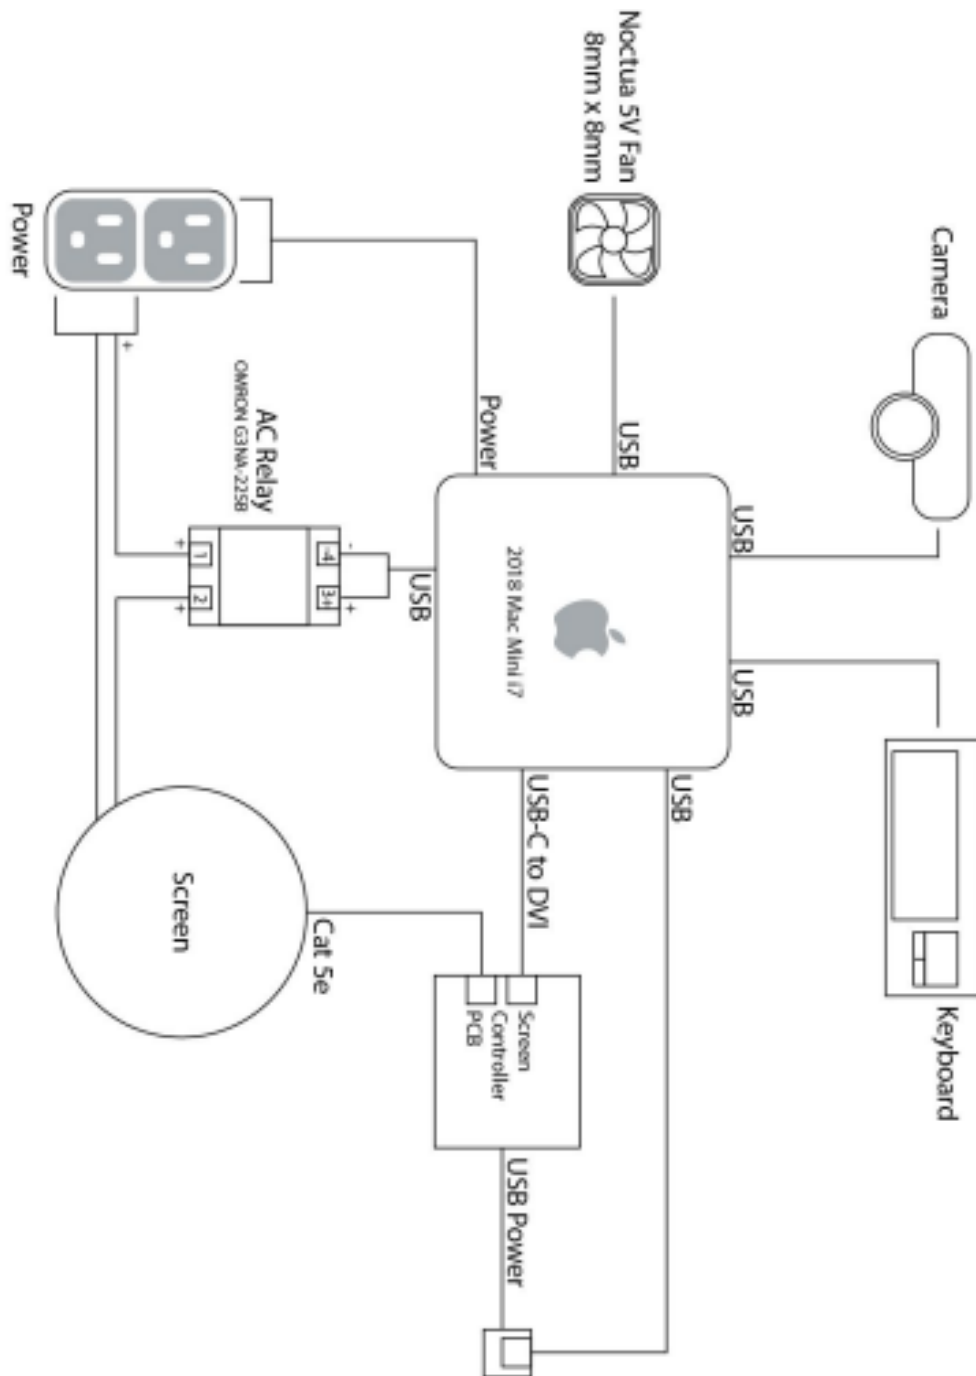 Camera
Keyboard
Noctua 5V Fan
8mm x 8mm
USB
USB
USB
USB
2018 Mac Mini i7
Power
USB
USB-C to DVI
Screen
Controller
PCB
USB Power
AC Relay
OMRON G3NA-225B
-4
3+
1
2
-
+
+
+
+
Power
Screen
Cat 5e